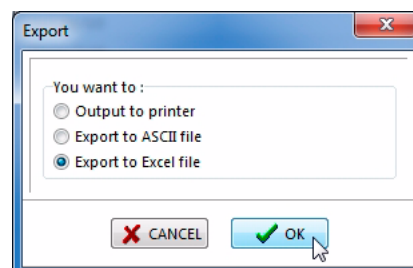 Export
You want to :
Output to printer
Export to ASCII file
Export to Excel file
CANCEL
OK